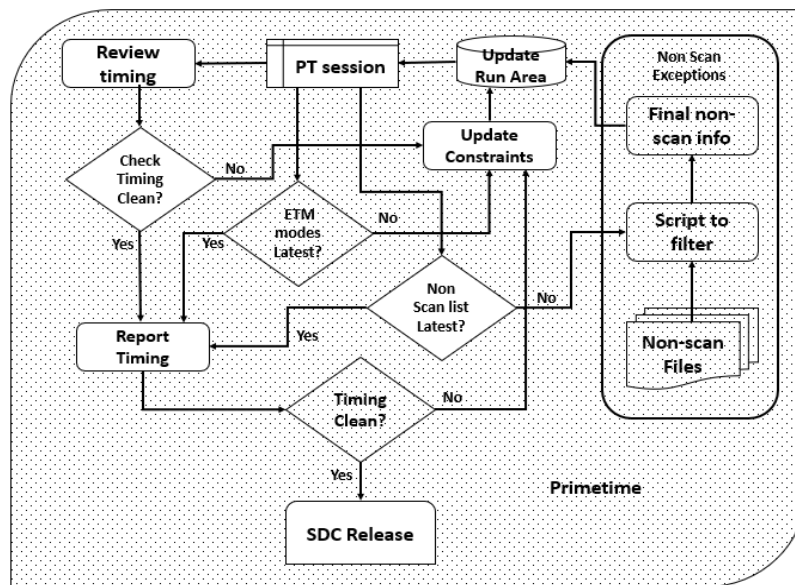 Review
timing
PT session
Update
Run Area
Non Scan
Exceptions
Final non-
scan info
Update
Constraints
Check
Timing
Clean?
No
Yes
ETM
modes
Latest?
No
Yes
Script to
filter
Non
Scan list
Latest?
No
Yes
Report
Timing
Non-scan
Files
Timing
Clean?
No
Yes
Primetime
SDC Release